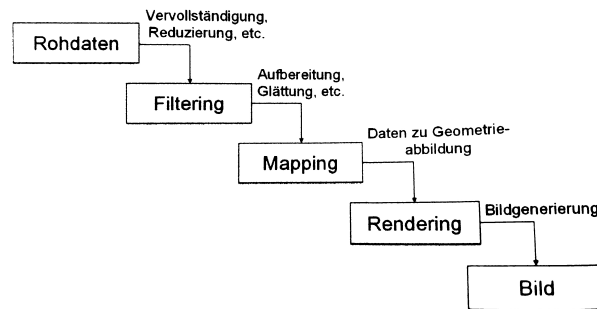 Vervollständigung,
Reduzierung, etc.
Rohdaten
Aufbereitung,
Glättung, etc.
Filtering
Daten zu Geometrie-
abbildung
Mapping
Rendering
Bildgenerierung
Bild